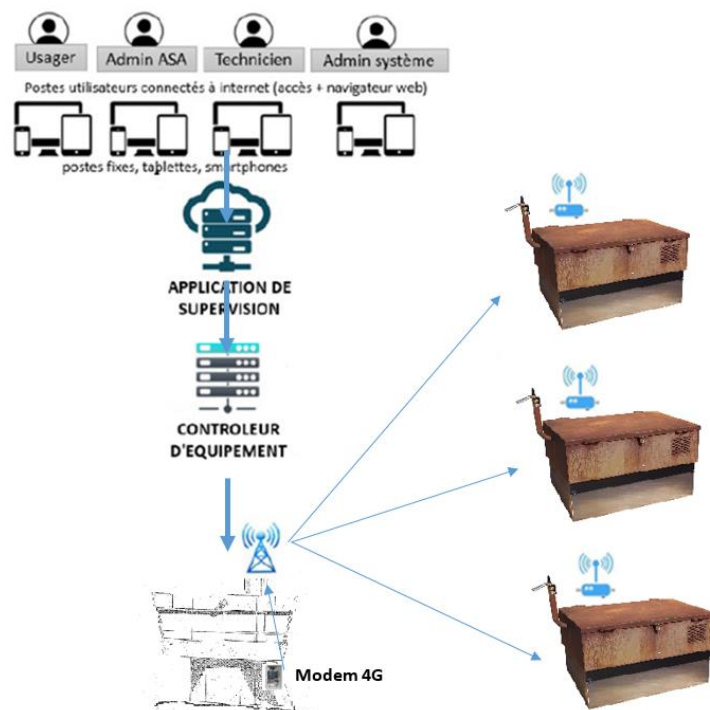 Usager
Admin ASA
Technicien
Admin système
Postes utilisateurs connectés à internet (accès + navigateur web)
postes fixes, tablettes, smartphones
APPLICATION DE
SUPERVISION
CONTROLEUR
D'EQUIPEMENT
Modem 4G